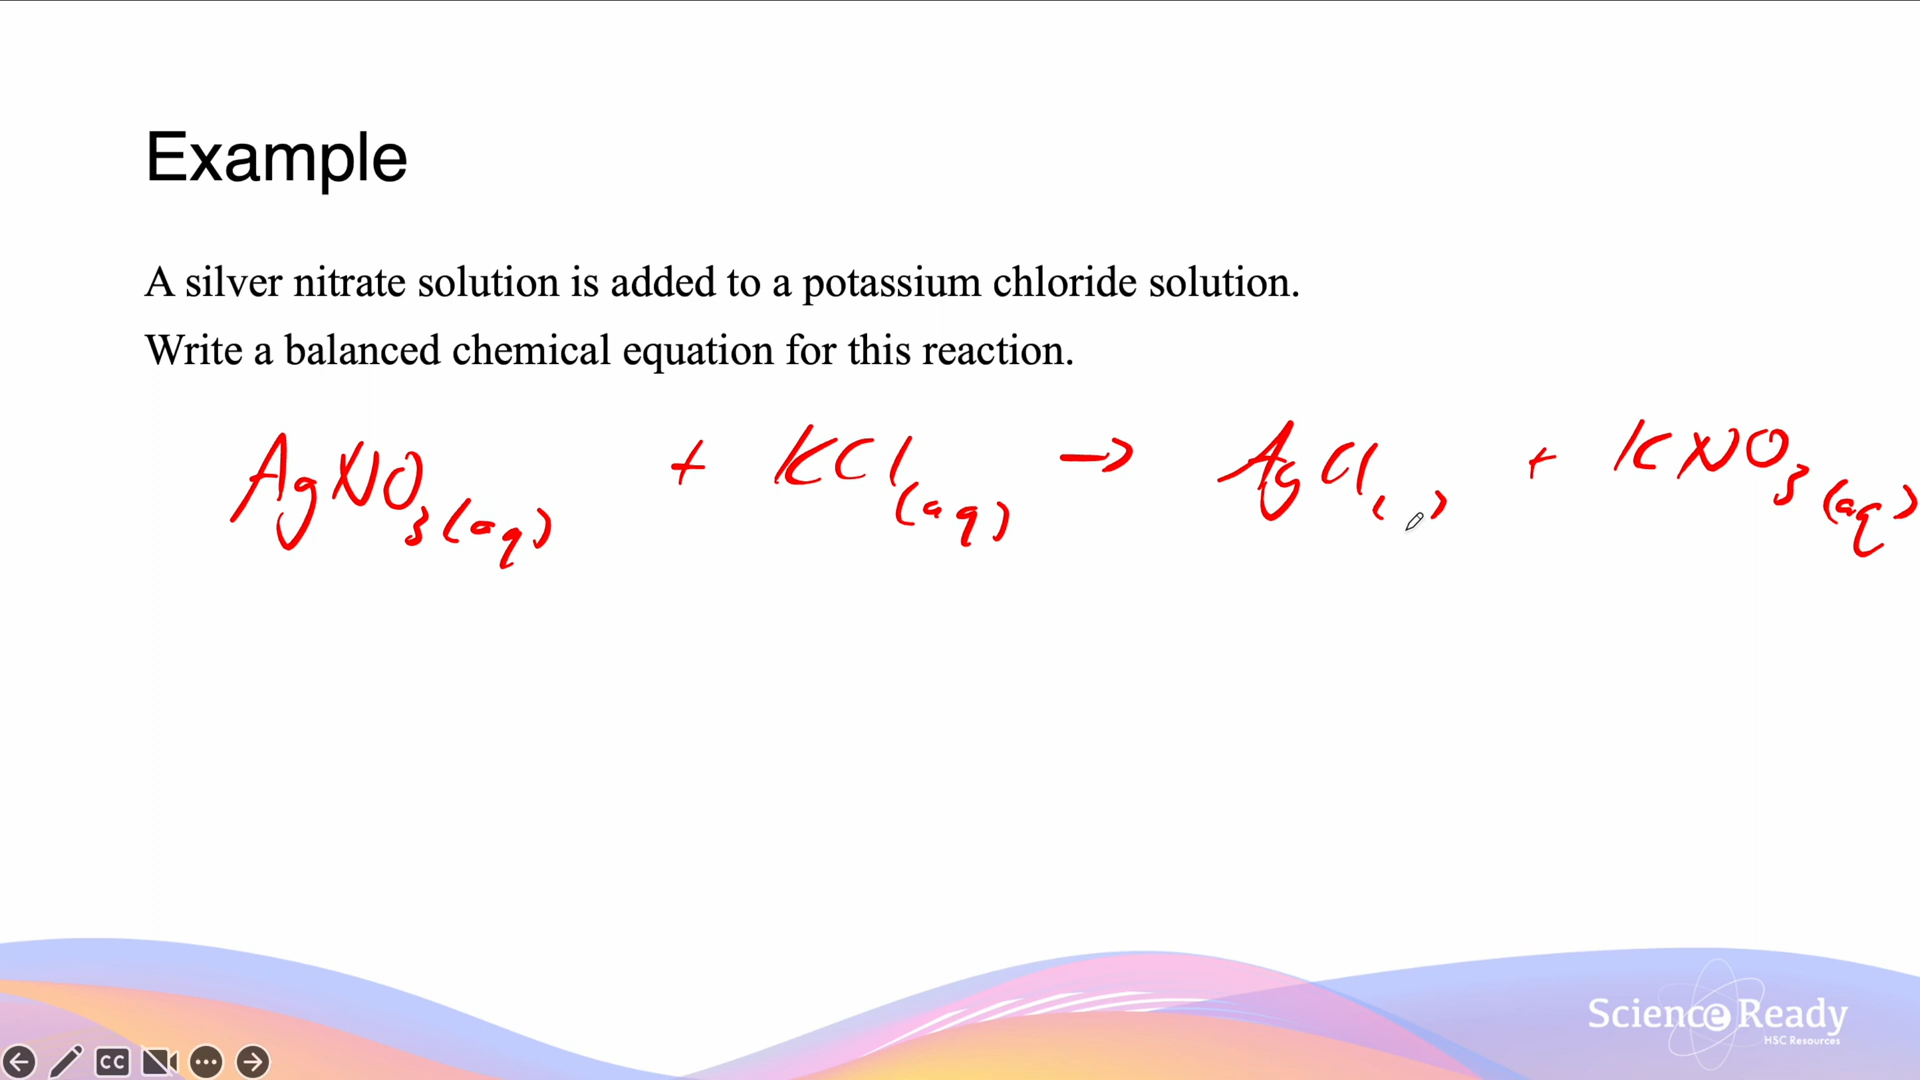 Example
A silver nitrate solution is added to a potassium chloride solution.
Write a balanced chemical equation for this reaction.
AgNO₃(aq) + KCl(aq) → AgCl( ) + KNO₃(aq)
Science Ready
HSC Resources
CC